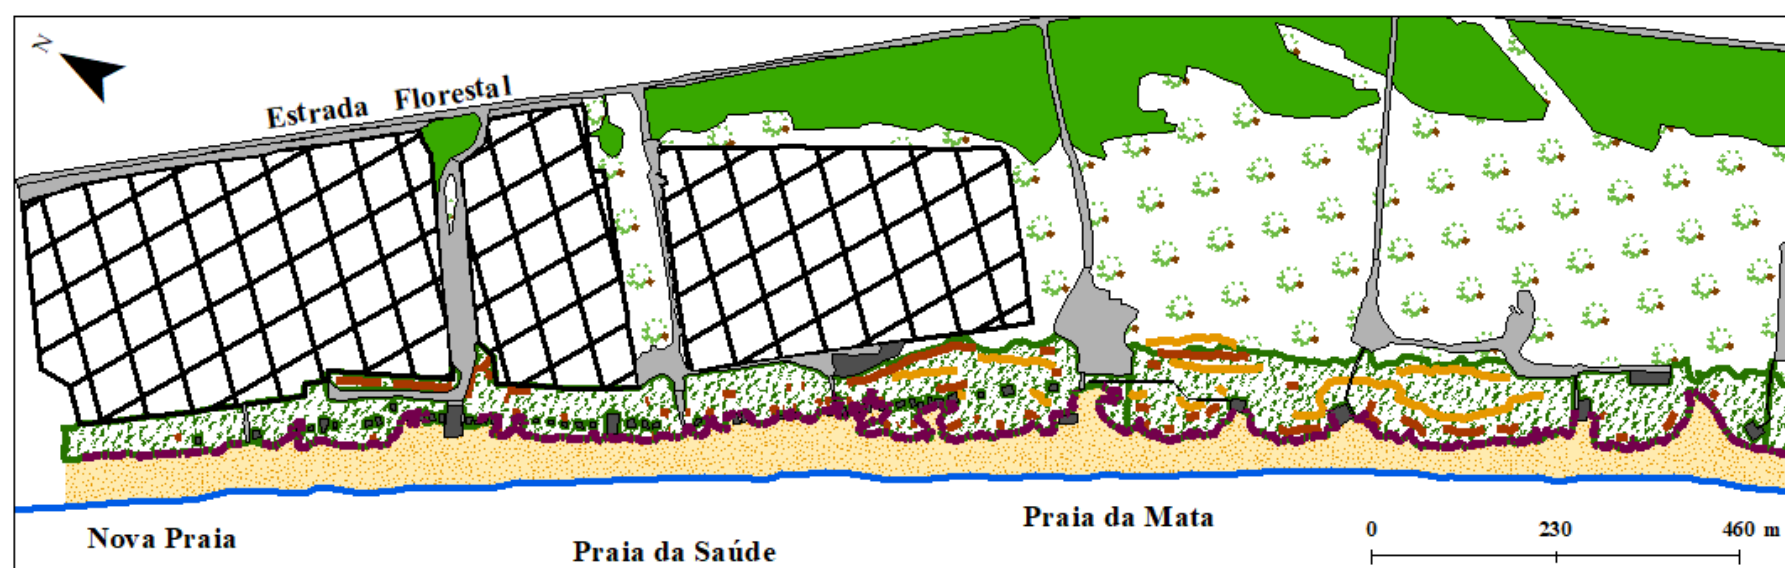 N
Estrada Florestal
Nova Praia
Praia da Saúde
Praia da Mata
0 230 460 m